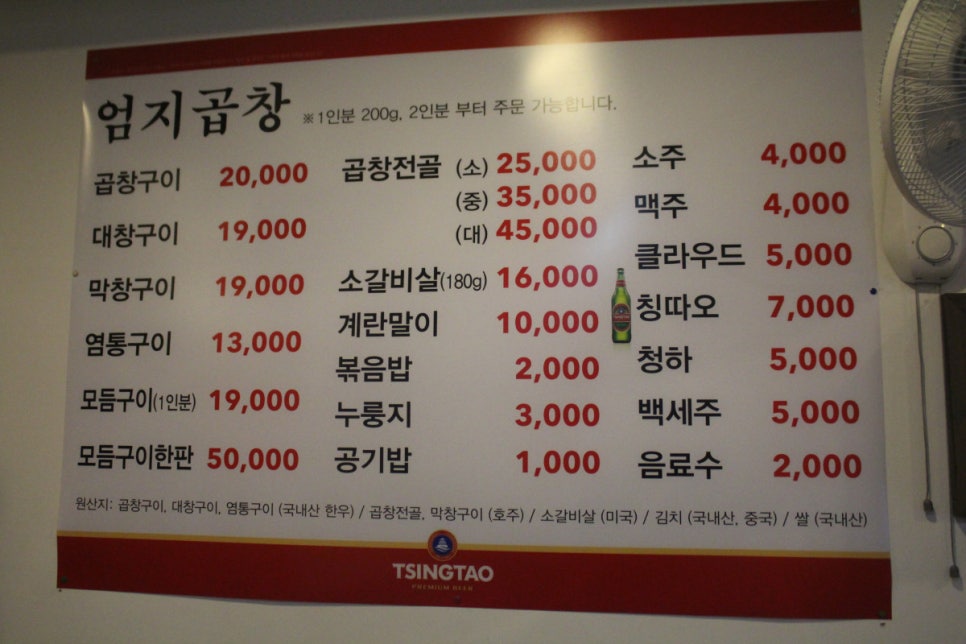 엄지곱창 ※1인분 200g, 2인분 부터 주문 가능합니다.
곱창구이 20,000
대창구이 19,000
막창구이 19,000
염통구이 13,000
모듬구이(1인분) 19,000
모듬구이한판 50,000
곱창전골 (소) 25,000
(중) 35,000
(대) 45,000
소갈비살(180g) 16,000
계란말이 10,000
볶음밥 2,000
누룽지 3,000
공기밥 1,000
소주 4,000
맥주 4,000
클라우드 5,000
칭따오 7,000
청하 5,000
백세주 5,000
음료수 2,000
원산지: 곱창구이, 대창구이, 염통구이 (국내산 한우) / 곱창전골, 막창구이 (호주) / 소갈비살 (미국) / 김치 (국내산, 중국) / 쌀 (국내산)
TSINGTAO
PREMIUM BEER